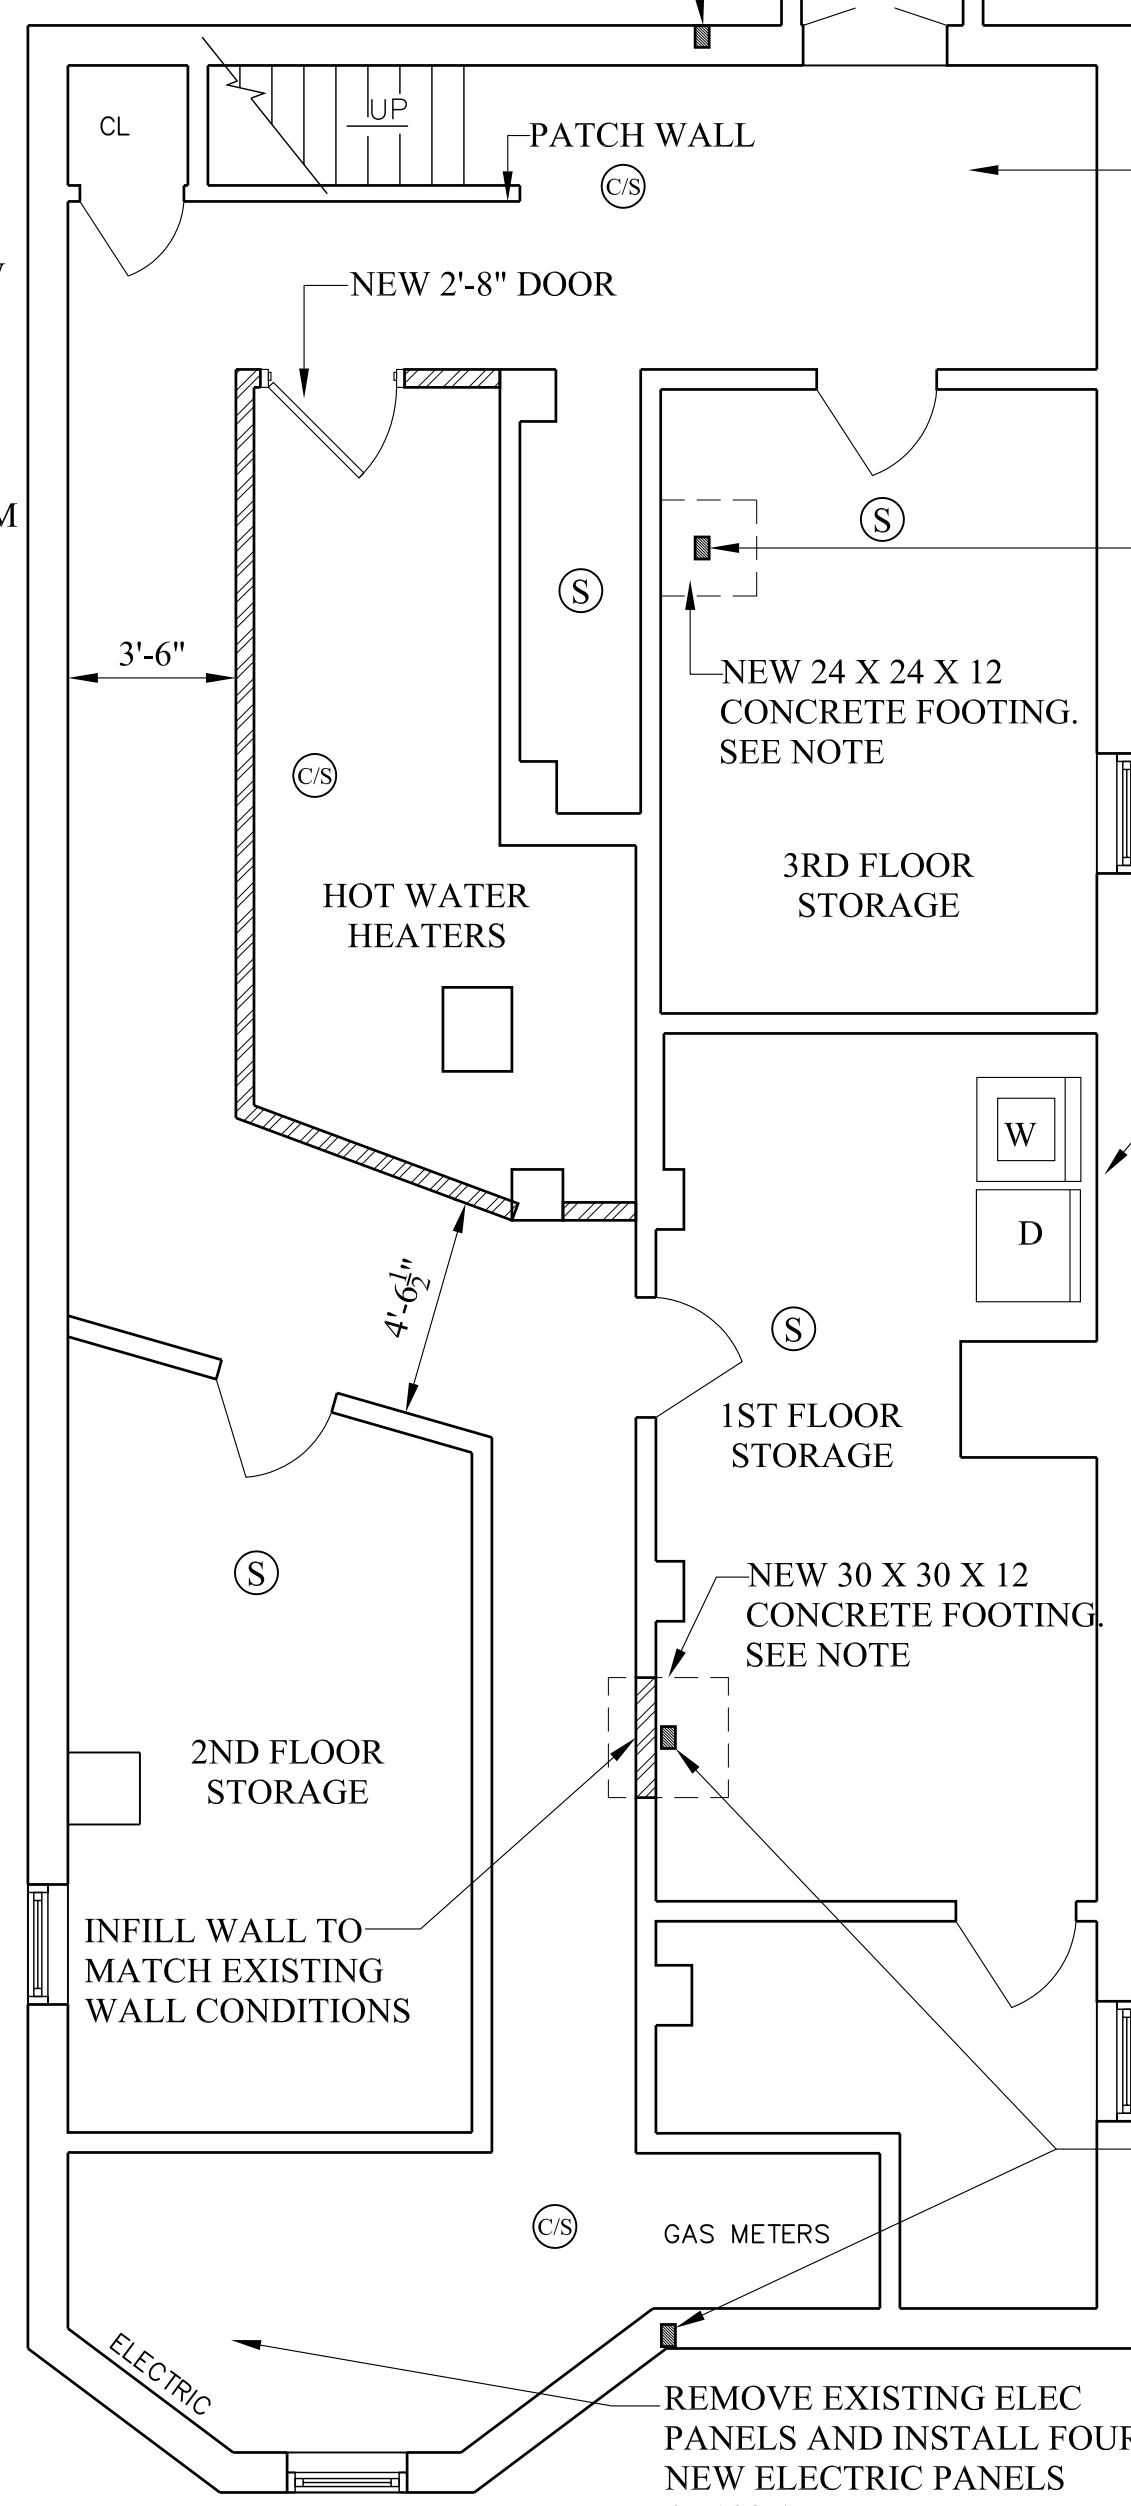 CL
UP
PATCH WALL
C/S
NEW 2'-8" DOOR
M
S
S
3'-6"
NEW 24 X 24 X 12
CONCRETE FOOTING.
SEE NOTE
C/S
3RD FLOOR
STORAGE
HOT WATER
HEATERS
W
D
4'-6½"
S
1ST FLOOR
STORAGE
S
NEW 30 X 30 X 12
CONCRETE FOOTING.
SEE NOTE
2ND FLOOR
STORAGE
INFILL WALL TO
MATCH EXISTING
WALL CONDITIONS
C/S
GAS METERS
ELECTRIC
REMOVE EXISTING ELEC
PANELS AND INSTALL FOUR
NEW ELECTRIC PANELS